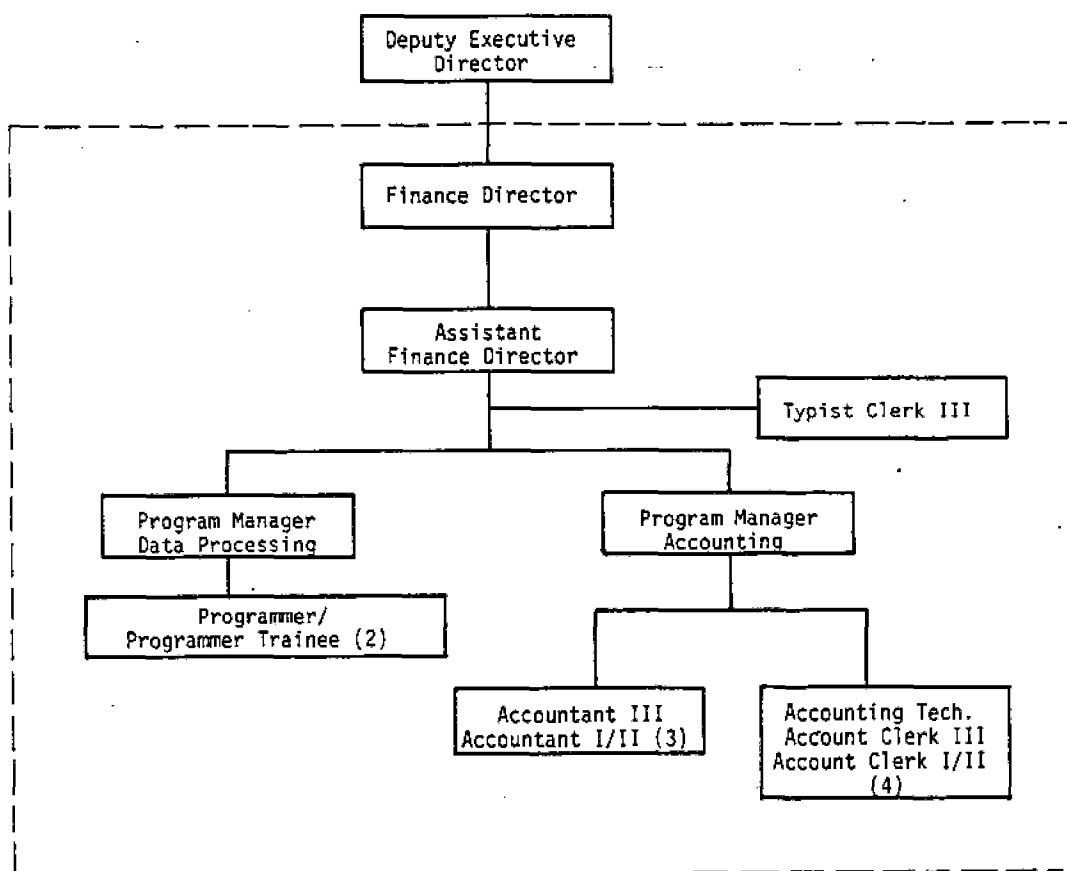 Deputy Executive
Director
Finance Director
Assistant
Finance Director
Typist Clerk III
Program Manager
Data Processing
Program Manager
Accounting
Programmer/
Programmer Trainee (2)
Accountant III
Accountant I/II (3)
Accounting Tech.
Account Clerk III
Account Clerk I/II
(4)